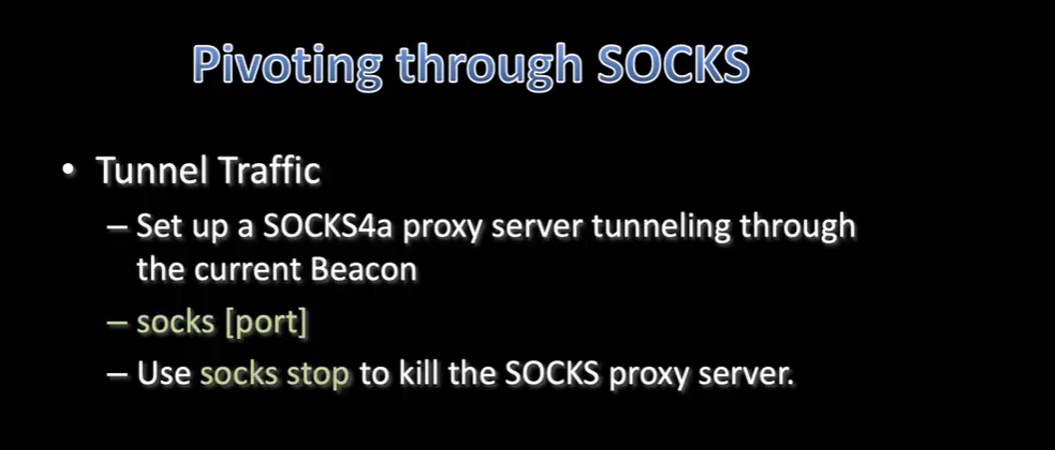 Pivoting through SOCKS
• Tunnel Traffic
– Set up a SOCKS4a proxy server tunneling through
the current Beacon
– socks [port]
– Use socks stop to kill the SOCKS proxy server.